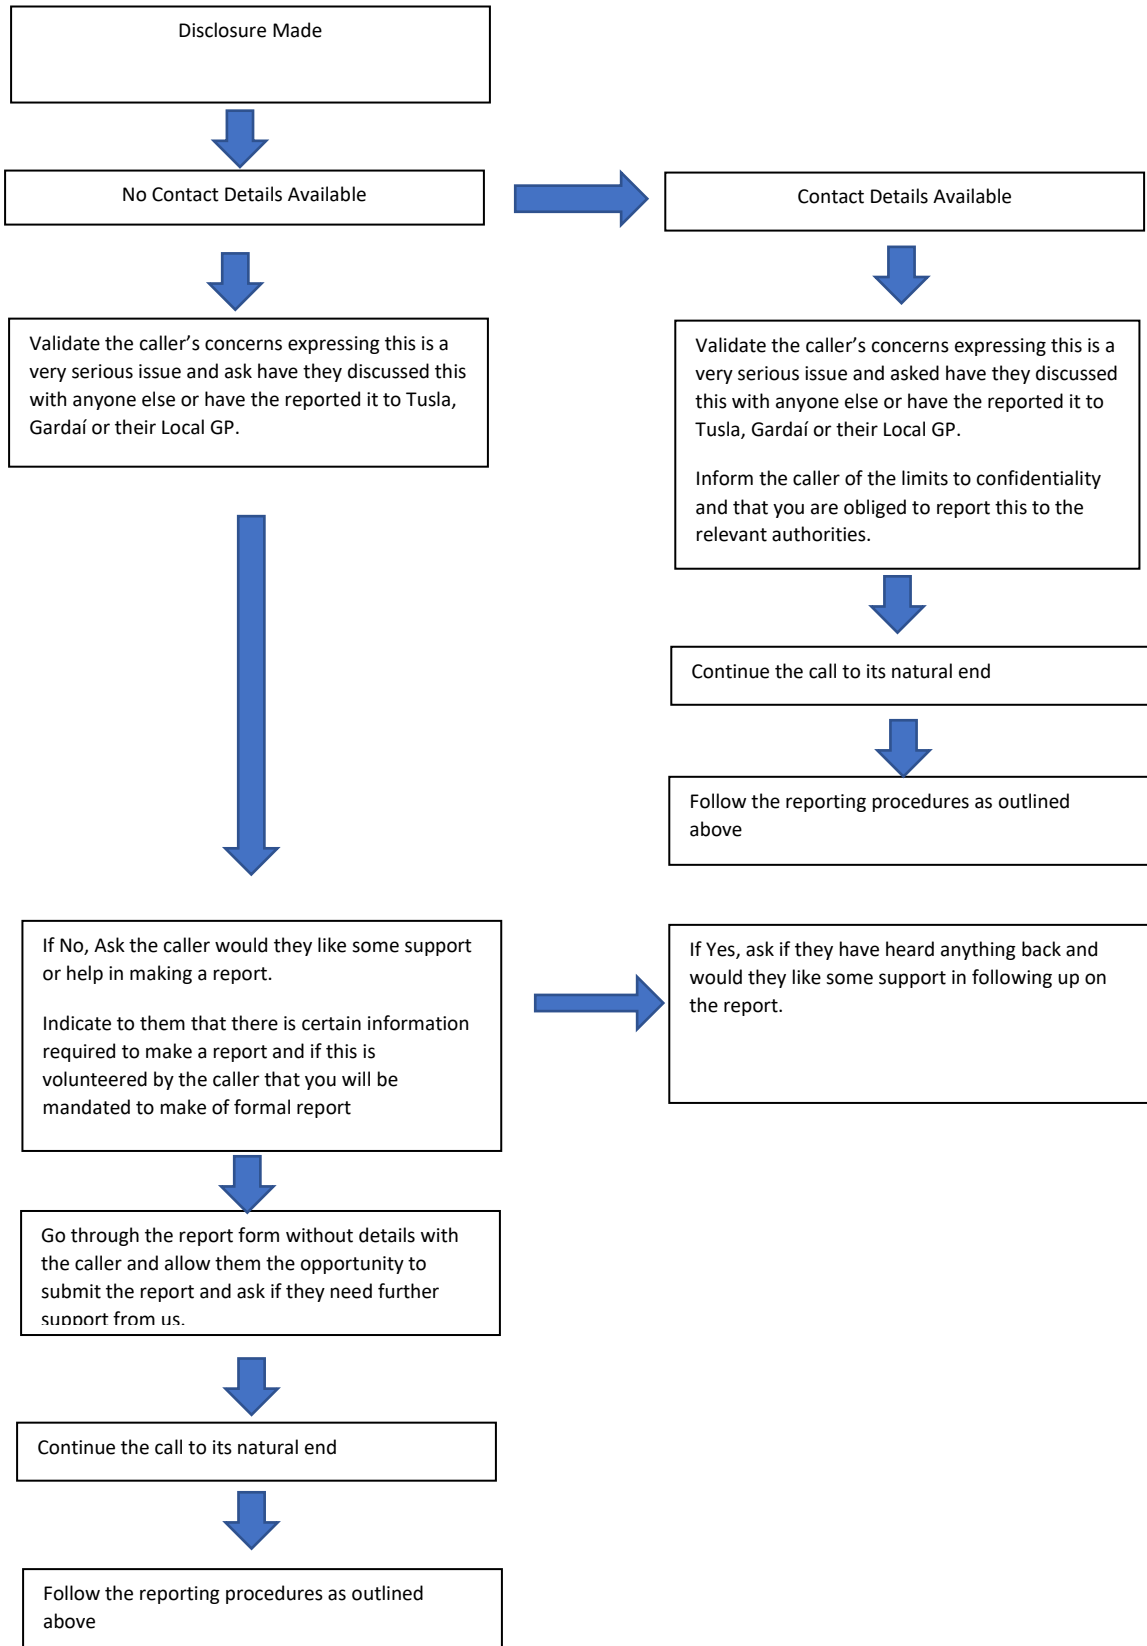 Disclosure Made
No Contact Details Available
Contact Details Available
Validate the caller’s concerns expressing this is a
very serious issue and ask have they discussed this
with anyone else or have the reported it to Tusla,
Gardaí or their Local GP.
Validate the caller’s concerns expressing this is a
very serious issue and asked have they discussed
this with anyone else or have the reported it to
Tusla, Gardaí or their Local GP.
Inform the caller of the limits to confidentiality
and that you are obliged to report this to the
relevant authorities.
Continue the call to its natural end
Follow the reporting procedures as outlined
above
If No, Ask the caller would they like some support
or help in making a report.
Indicate to them that there is certain information
required to make a report and if this is
volunteered by the caller that you will be
mandated to make of formal report
If Yes, ask if they have heard anything back and
would they like some support in following up on
the report.
Go through the report form without details with
the caller and allow them the opportunity to
submit the report and ask if they need further
support from us.
Continue the call to its natural end
Follow the reporting procedures as outlined
above